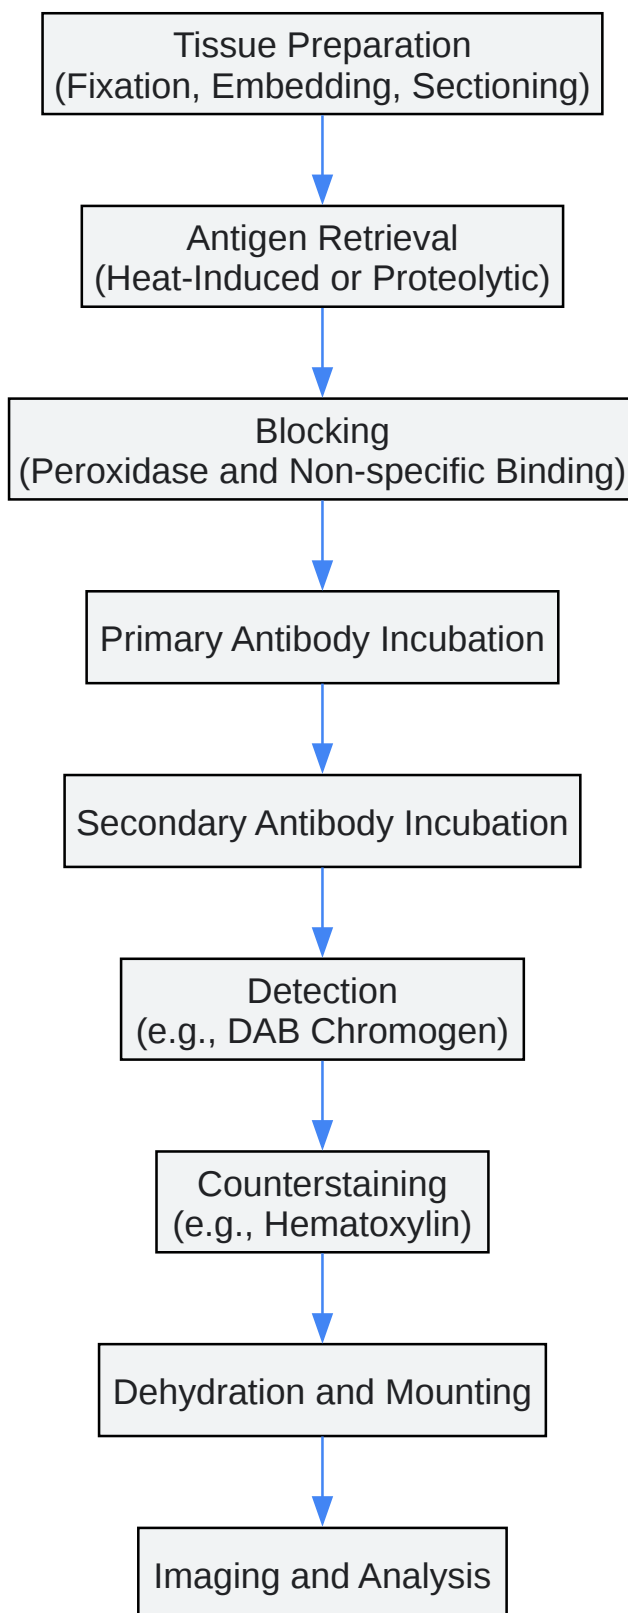 Tissue Preparation
(Fixation, Embedding, Sectioning)
Antigen Retrieval
(Heat-Induced or Proteolytic)
Blocking
(Peroxidase and Non-specific Binding)
Primary Antibody Incubation
Secondary Antibody Incubation
Detection
(e.g., DAB Chromogen)
Counterstaining
(e.g., Hematoxylin)
Dehydration and Mounting
Imaging and Analysis